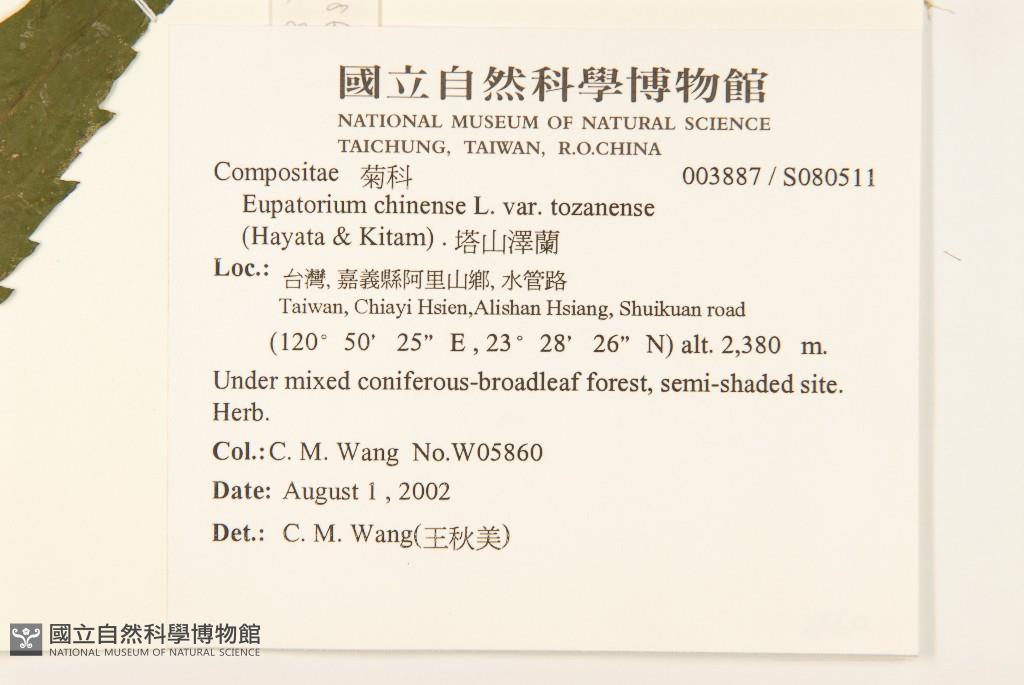 國立自然科學博物館
NATIONAL MUSEUM OF NATURAL SCIENCE
TAICHUNG, TAIWAN, R.O.CHINA
Compositae 菊科 003887 / S080511
Eupatorium chinense L. var. tozanense
(Hayata & Kitam) . 塔山澤蘭
Loc.: 台灣, 嘉義縣阿里山鄉, 水管路
Taiwan, Chiayi Hsien,Alishan Hsiang, Shuikuan road
(120° 50’ 25” E , 23° 28’ 26” N) alt. 2,380 m.
Under mixed coniferous-broadleaf forest, semi-shaded site.
Herb.
Col.: C. M. Wang No.W05860
Date: August 1 , 2002
Det.: C. M. Wang(王秋美)
國立自然科學博物館
NATIONAL MUSEUM OF NATURAL SCIENCE